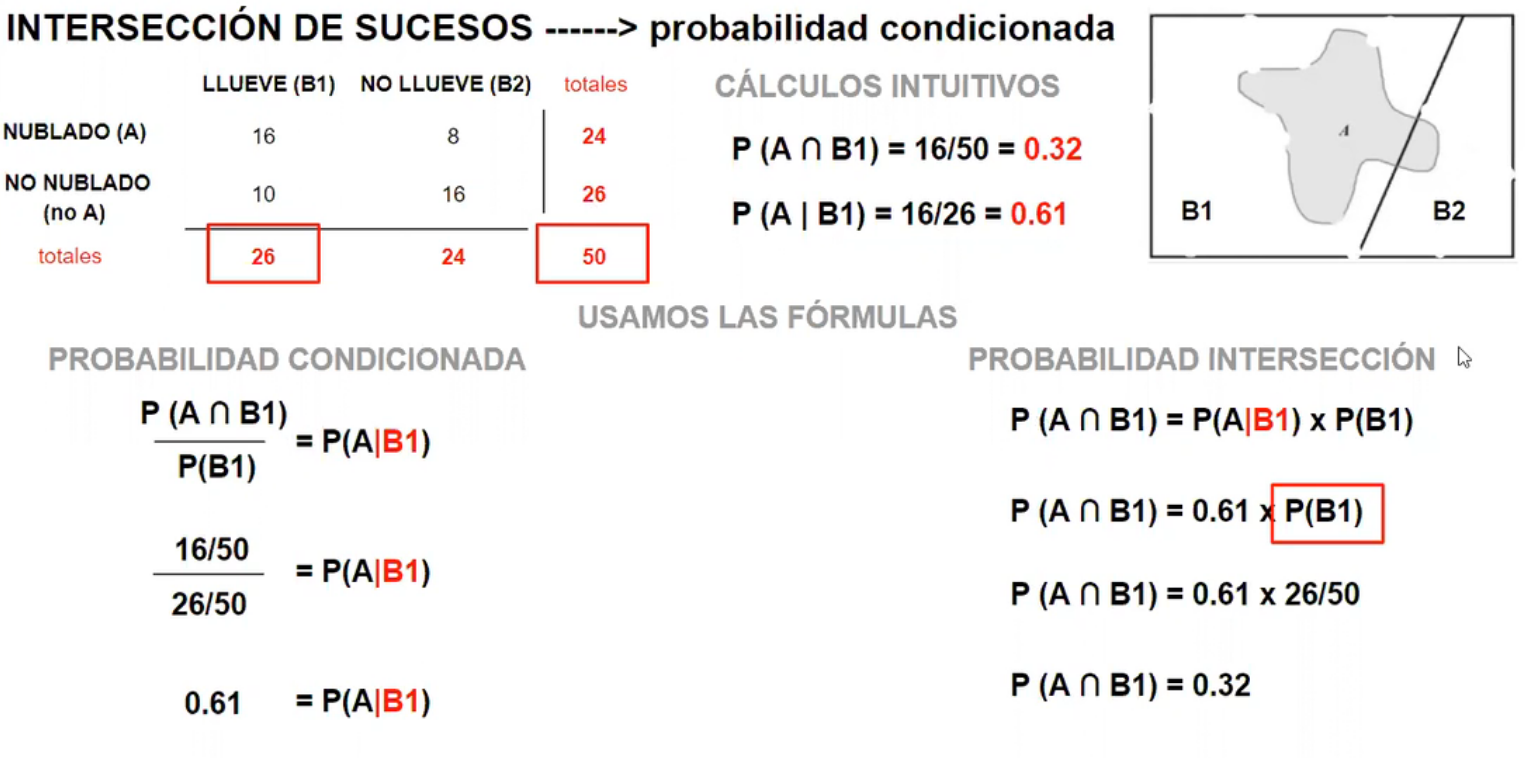 INTERSECCIÓN DE SUCESOS ------> probabilidad condicionada
LLUEVE (B1) NO LLUEVE (B2) totales
NUBLADO (A) 16 8 24
NO NUBLADO
(no A) 10 16 26
totales 26 24 50
CÁLCULOS INTUITIVOS
P (A ∩ B1) = 16/50 = 0.32
P (A | B1) = 16/26 = 0.61
A
B1 B2
USAMOS LAS FÓRMULAS
PROBABILIDAD CONDICIONADA
P (A ∩ B1)
P(B1)
= P(A|B1)
16/50
26/50
= P(A|B1)
0.61 = P(A|B1)
PROBABILIDAD INTERSECCIÓN
P (A ∩ B1) = P(A|B1) x P(B1)
P (A ∩ B1) = 0.61 x P(B1)
P (A ∩ B1) = 0.61 x 26/50
P (A ∩ B1) = 0.32